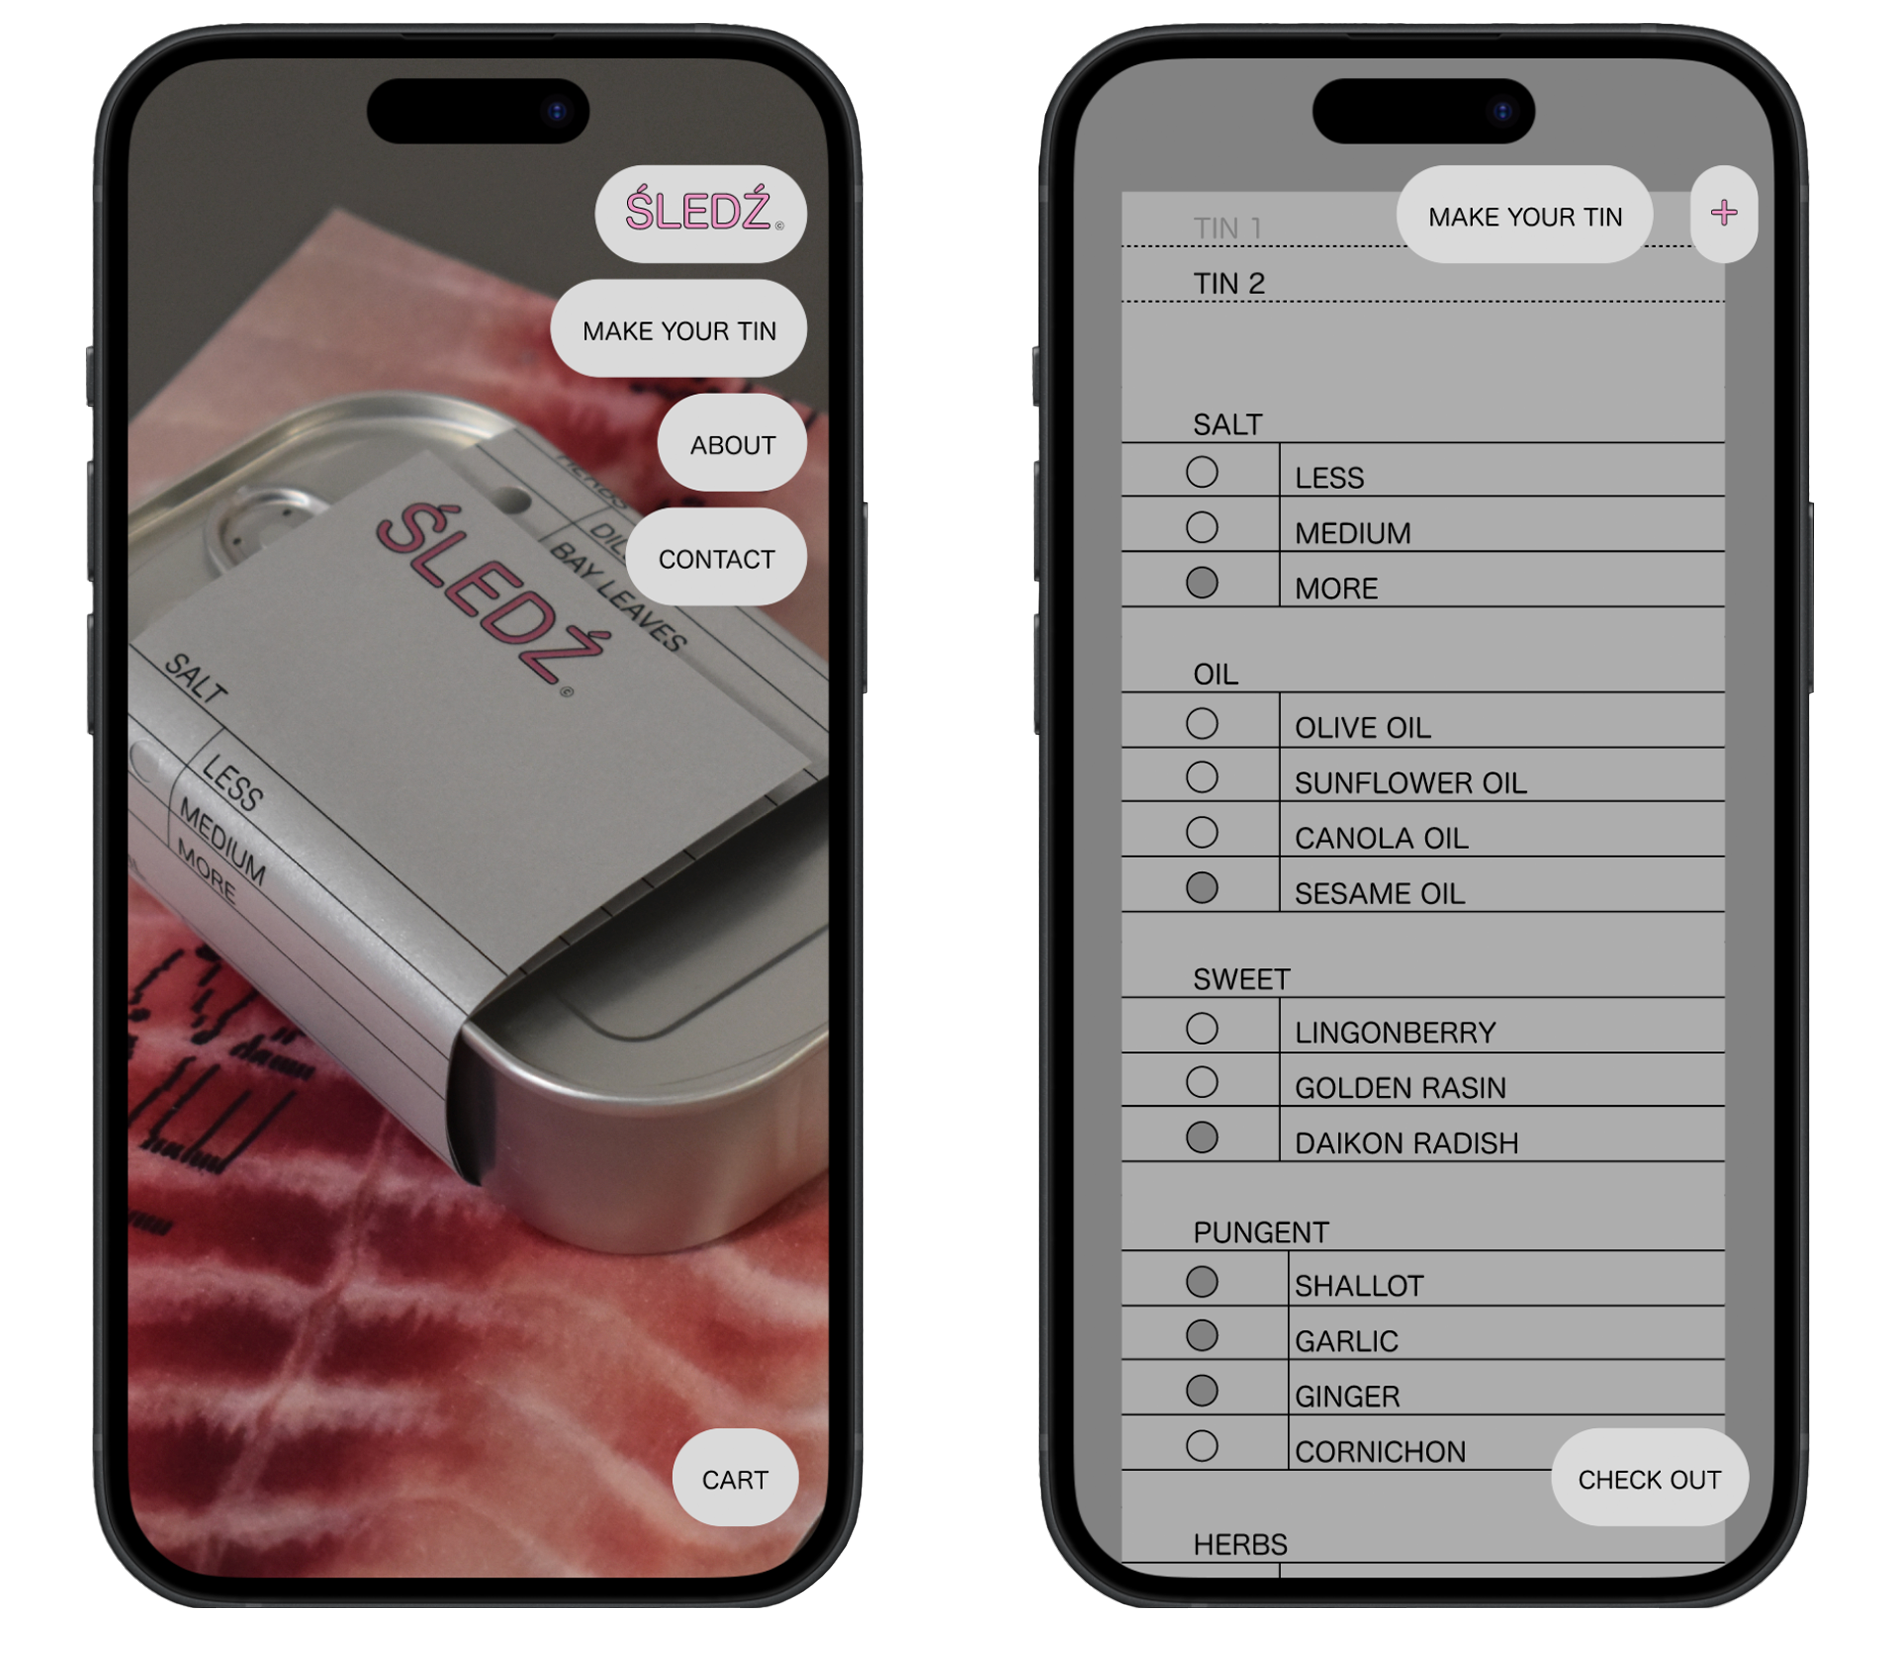 ŚLEDŹ©
MAKE YOUR TIN
ABOUT
CONTACT
HERBS
DILL
BAY LEAVES
ŚLEDŹ©
SALT
LESS
MEDIUM
MORE
CART
MAKE YOUR TIN
+
TIN 1
TIN 2
SALT
LESS
MEDIUM
MORE
OIL
OLIVE OIL
SUNFLOWER OIL
CANOLA OIL
SESAME OIL
SWEET
LINGONBERRY
GOLDEN RASIN
DAIKON RADISH
PUNGENT
SHALLOT
GARLIC
GINGER
CORNICHON
CHECK OUT
HERBS